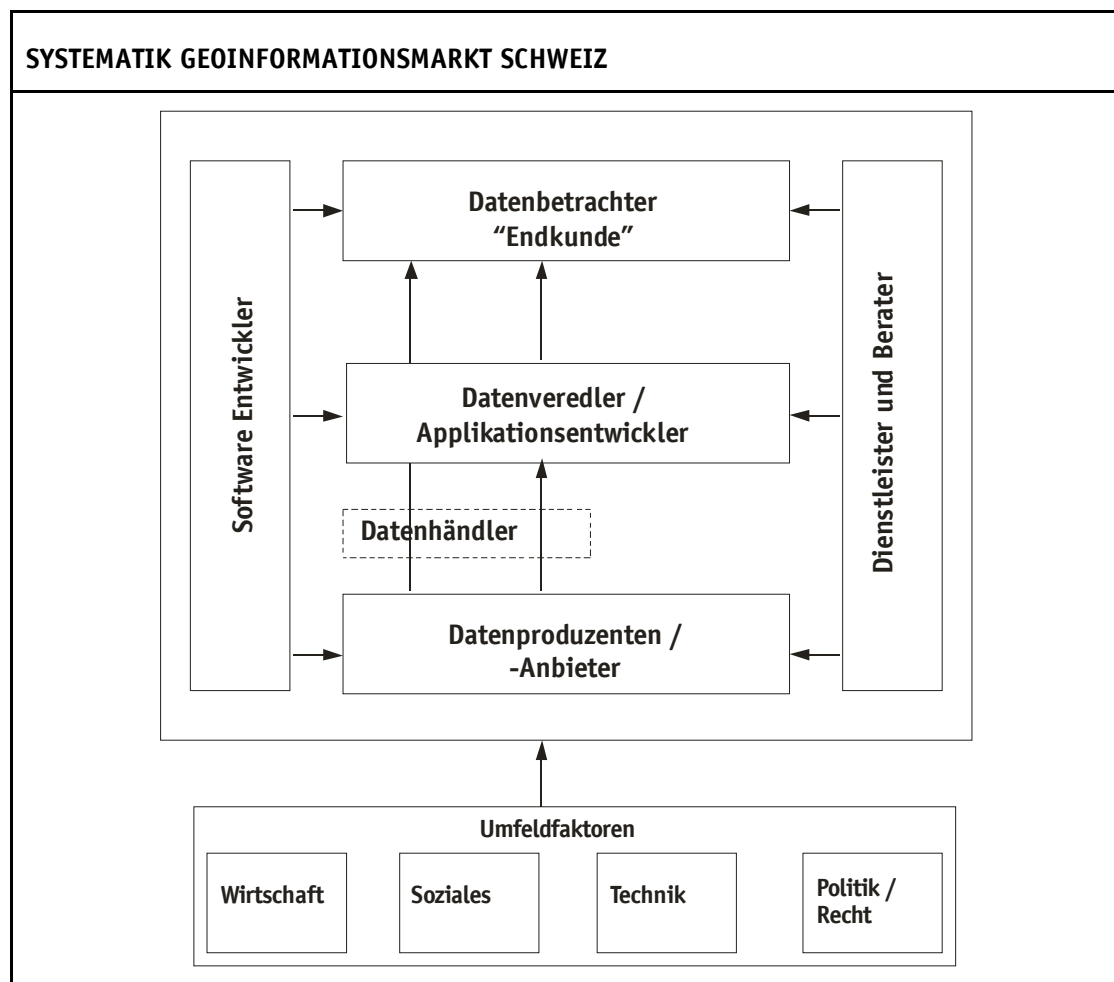 SYSTEMATIK GEOINFORMATIONSMARKT SCHWEIZ
Software Entwickler
Datenbetrachter
“Endkunde”
Datenveredler /
Applikationsentwickler
Datenhändler
Datenproduzenten /
-Anbieter
Dienstleister und Berater
Umfeldfaktoren
Wirtschaft
Soziales
Technik
Politik /
Recht